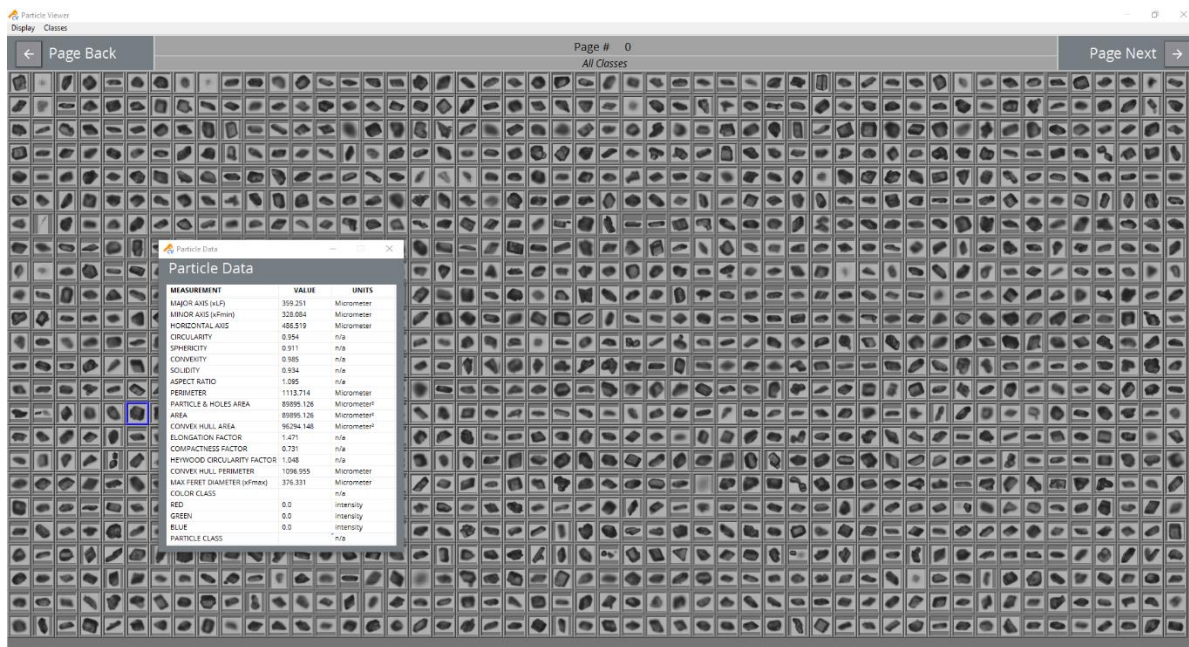 Particle Viewer
Display Classes
Page Back
Page # 0
All Classes
Page Next
Particle Data
Particle Data
MEASUREMENT VALUE UNITS
MAJOR AXIS (xLF) 359.251 Micrometer
MINOR AXIS (xFmin) 328.084 Micrometer
HORIZONTAL AXIS 486.519 Micrometer
CIRCULARITY 0.954 n/a
SPHERICITY 0.911 n/a
CONVEXITY 0.985 n/a
SOLIDITY 0.934 n/a
ASPECT RATIO 1.095 n/a
PERIMETER 1113.714 Micrometer
PARTICLE & HOLES AREA 89895.126 Micrometer²
AREA 89895.126 Micrometer²
CONVEX HULL AREA 96294.148 Micrometer²
ELONGATION FACTOR 1.471 n/a
COMPACTNESS FACTOR 0.731 n/a
HEYWOOD CIRCULARITY FACTOR 1.048 n/a
CONVEX HULL PERIMETER 1096.955 Micrometer
MAX FERET DIAMETER (xFmax) 376.331 Micrometer
COLOR CLASS n/a
RED 0.0 intensity
GREEN 0.0 intensity
BLUE 0.0 intensity
PARTICLE CLASS n/a